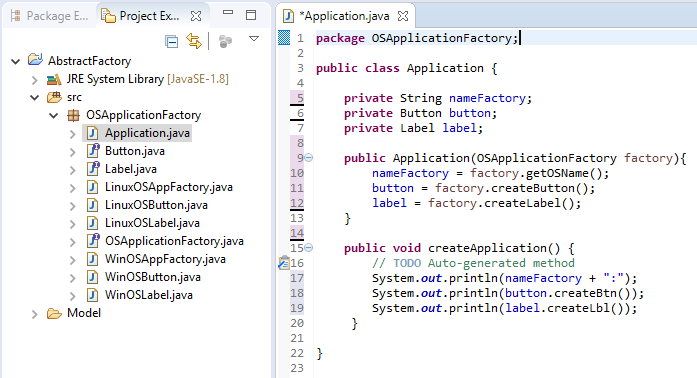 Package E...
Project Ex...
AbstractFactory
JRE System Library [JavaSE-1.8]
src
OSApplicationFactory
Application.java
Button.java
Label.java
LinuxOSAppFactory.java
LinuxOSButton.java
LinuxOSLabel.java
OSApplicationFactory.java
WinOSAppFactory.java
WinOSButton.java
WinOSLabel.java
Model
*Application.java
1 package OSApplicationFactory;
2
3 public class Application {
4
5     private String nameFactory;
6     private Button button;
7     private Label label;
8
9     public Application(OSApplicationFactory factory){
10         nameFactory = factory.getOSName();
11         button = factory.createButton();
12         label = factory.createLabel();
13     }
14
15     public void createApplication() {
16         // TODO Auto-generated method
17         System.out.println(nameFactory + ":");
18         System.out.println(button.createBtn());
19         System.out.println(label.createLbl());
20      }
21
22 }
23